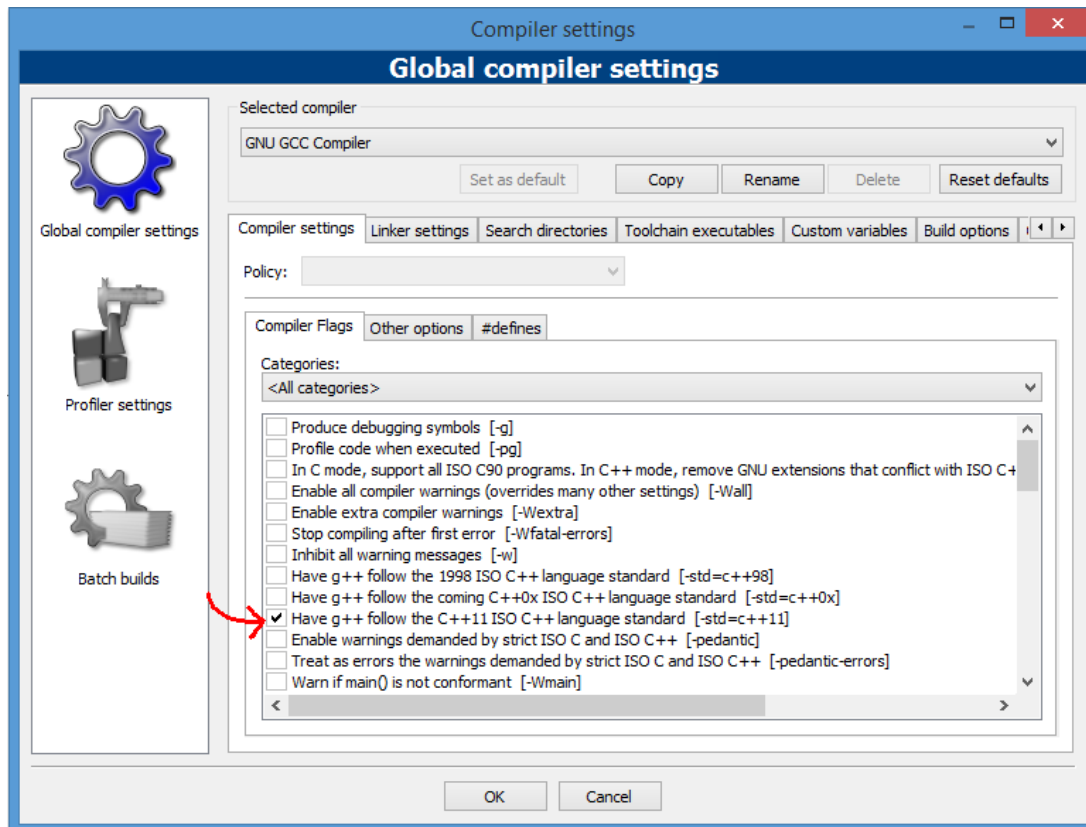 Compiler settings
Global compiler settings
Global compiler settings
Profiler settings
Batch builds
Selected compiler
GNU GCC Compiler
Set as default Copy Rename Delete Reset defaults
Compiler settings Linker settings Search directories Toolchain executables Custom variables Build options
Policy:
Compiler Flags Other options #defines
Categories:
<All categories>
Produce debugging symbols [-g]
Profile code when executed [-pg]
In C mode, support all ISO C90 programs. In C++ mode, remove GNU extensions that conflict with ISO C+
Enable all compiler warnings (overrides many other settings) [-Wall]
Enable extra compiler warnings [-Wextra]
Stop compiling after first error [-Wfatal-errors]
Inhibit all warning messages [-w]
Have g++ follow the 1998 ISO C++ language standard [-std=c++98]
Have g++ follow the coming C++0x ISO C++ language standard [-std=c++0x]
Have g++ follow the C++11 ISO C++ language standard [-std=c++11]
Enable warnings demanded by strict ISO C and ISO C++ [-pedantic]
Treat as errors the warnings demanded by strict ISO C and ISO C++ [-pedantic-errors]
Warn if main() is not conformant [-Wmain]
OK Cancel